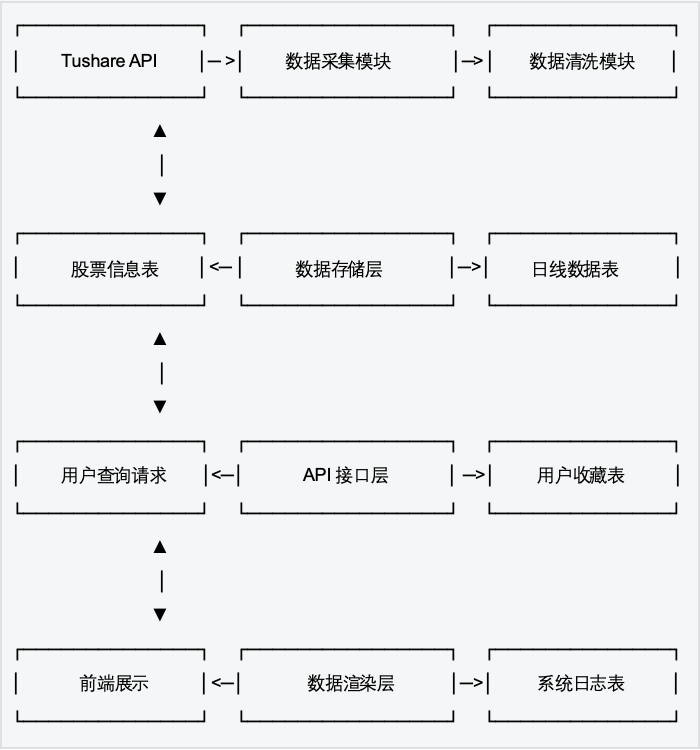 Tushare API —> 数据采集模块 —> 数据清洗模块
股票信息表 <— 数据存储层 —> 日线数据表
用户查询请求 <— API 接口层 —> 用户收藏表
前端展示 <— 数据渲染层 —> 系统日志表